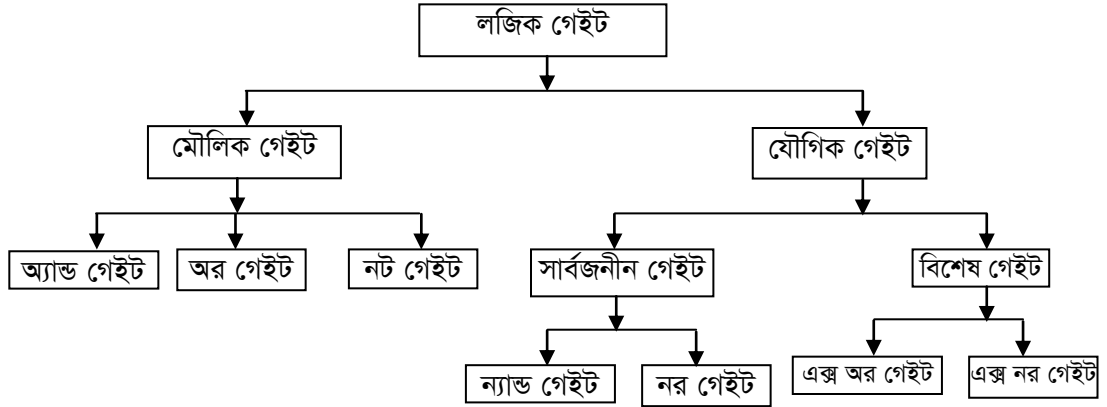 লজিক গেইট
মৌলিক গেইট
যৌগিক গেইট
অ্যান্ড গেইট
অর গেইট
নট গেইট
সার্বজনীন গেইট
বিশেষ গেইট
ন্যান্ড গেইট
নর গেইট
এক্স অর গেইট
এক্স নর গেইট